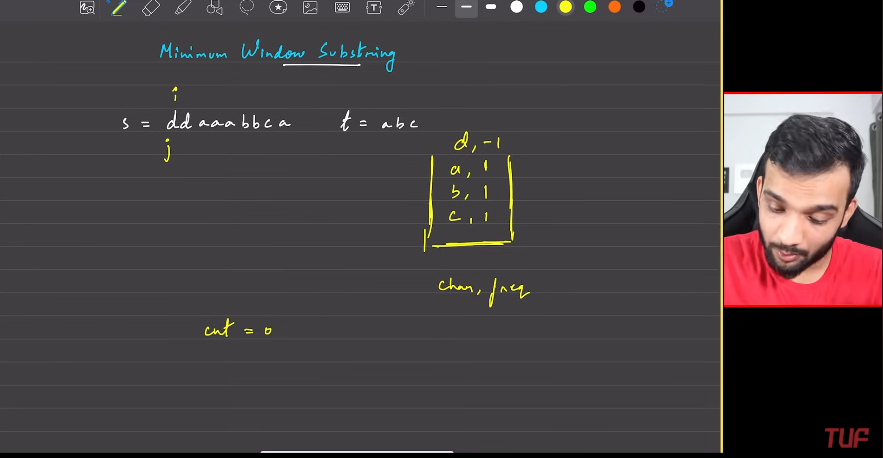 Minimum Window Substring
i
s = ddaaabbca t = abc
j
d, -1
a, 1
b, 1
c, 1
char, freq
cnt = 0
TUF